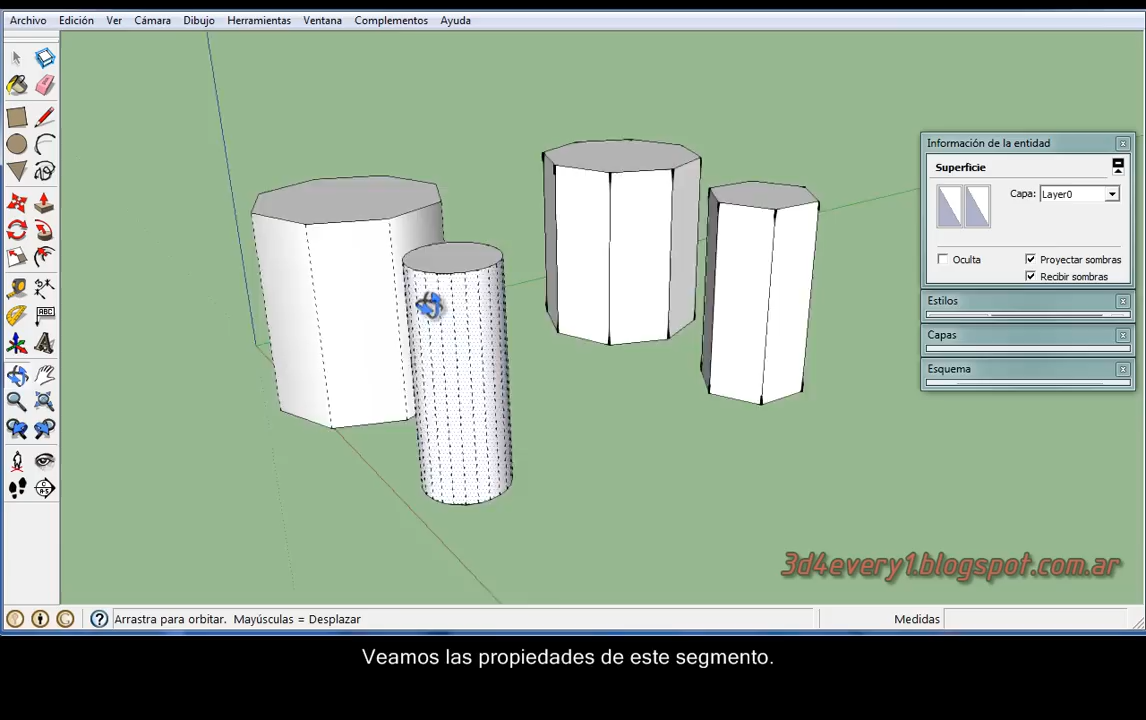 Archivo Edición Ver Cámara Dibujo Herramientas Ventana Complementos Ayuda
Información de la entidad
Superficie
Capa: Layer0
Oculta Proyectar sombras
Recibir sombras
Estilos
Capas
Esquema
ABC
3d4every1.blogspot.com.ar
Arrastra para orbitar. Mayúsculas = Desplazar Medidas
Veamos las propiedades de este segmento.